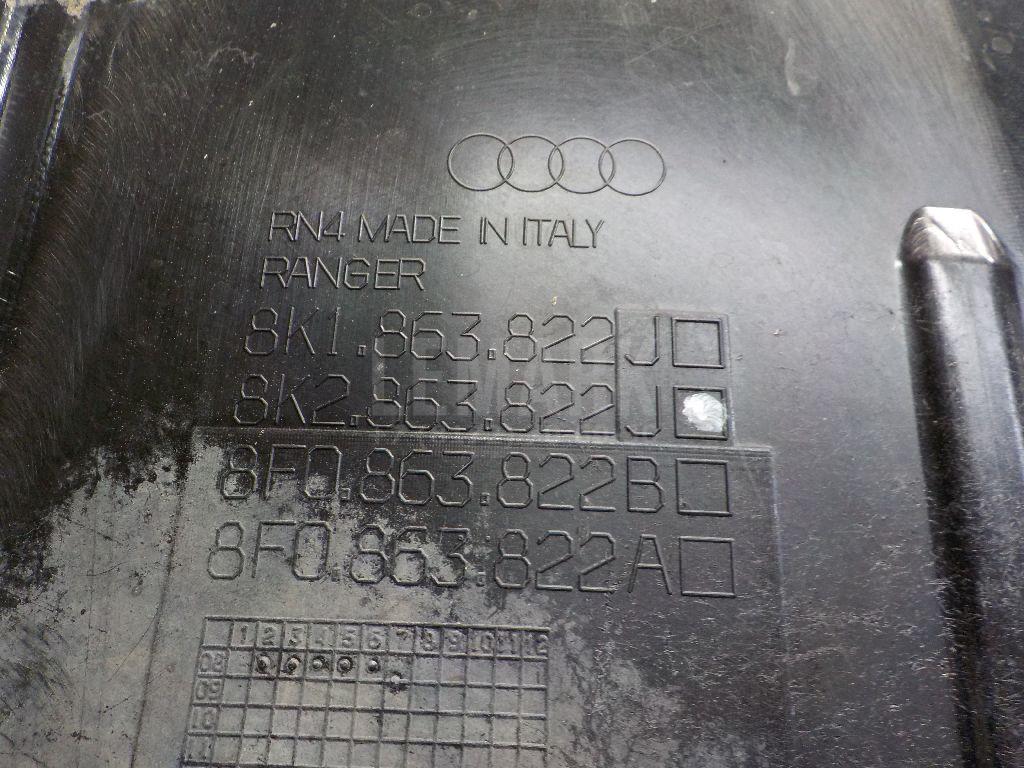 RN4 MADE IN ITALY
RANGER
8K1.863.822J
8K2.863.822J
8F0.863.822B
8F0.863.822A
1 2 3 4 5 6 7 8 9 10 11 12
08
09
10
11